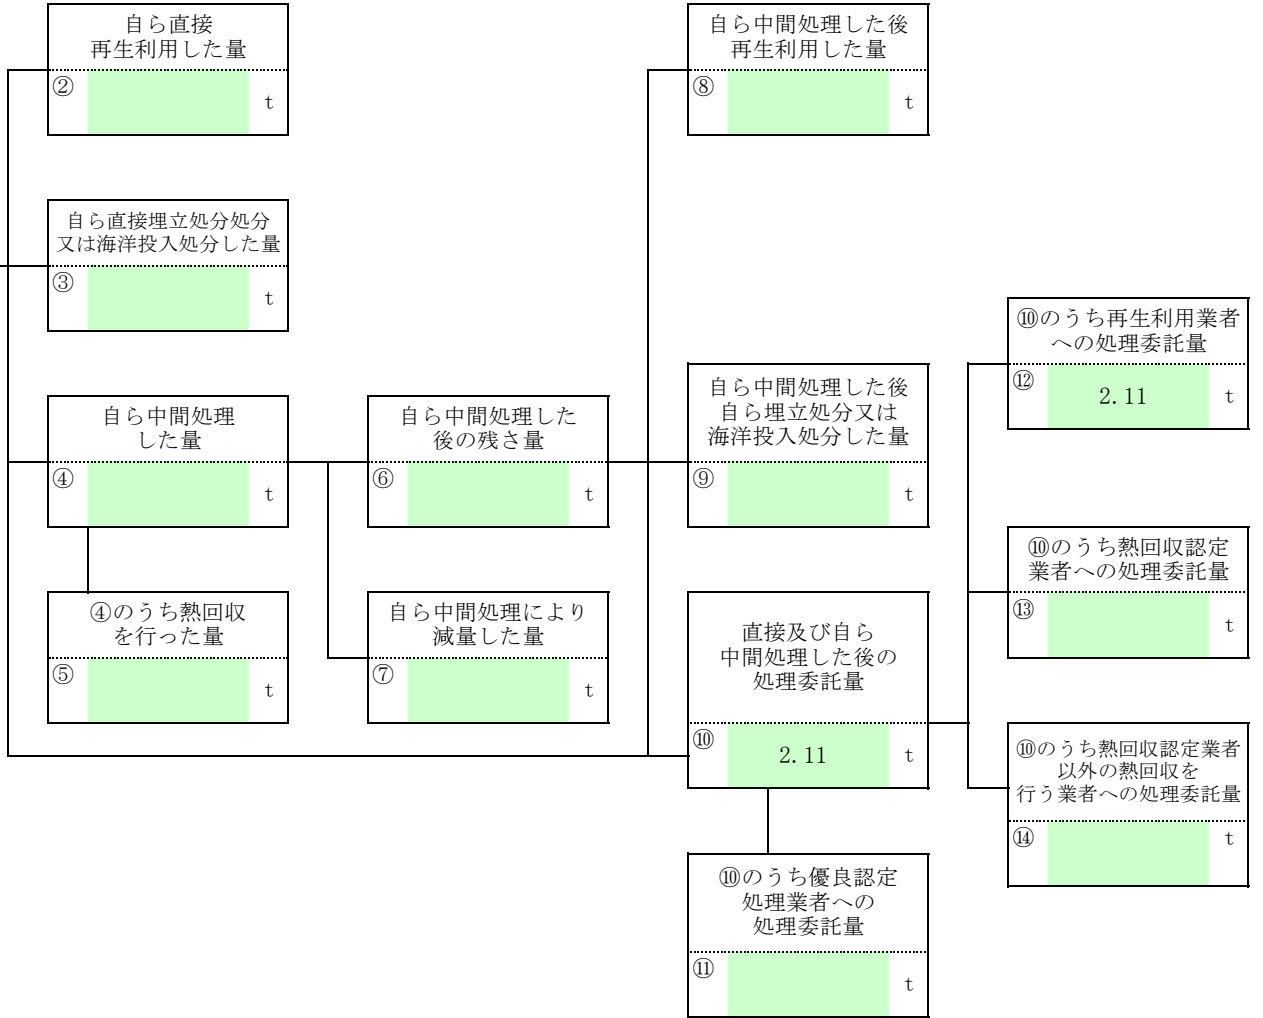 自ら直接
再生利用した量
②
t
自ら中間処理した後
再生利用した量
⑧
t
自ら直接埋立処分処分
又は海洋投入処分した量
③
t
⑩のうち再生利用業者
への処理委託量
⑫
2.11
t
自ら中間処理
した量
④
t
自ら中間処理した
後の残さ量
⑥
t
自ら中間処理した後
自ら埋立処分又は
海洋投入処分した量
⑨
t
⑩のうち熱回収認定
業者への処理委託量
⑬
t
④のうち熱回収
を行った量
⑤
t
自ら中間処理により
減量した量
⑦
t
直接及び自ら
中間処理した後の
処理委託量
⑩
2.11
t
⑩のうち熱回収認定業者
以外の熱回収を
行う業者への処理委託量
⑭
t
⑩のうち優良認定
処理業者への
処理委託量
⑪
t